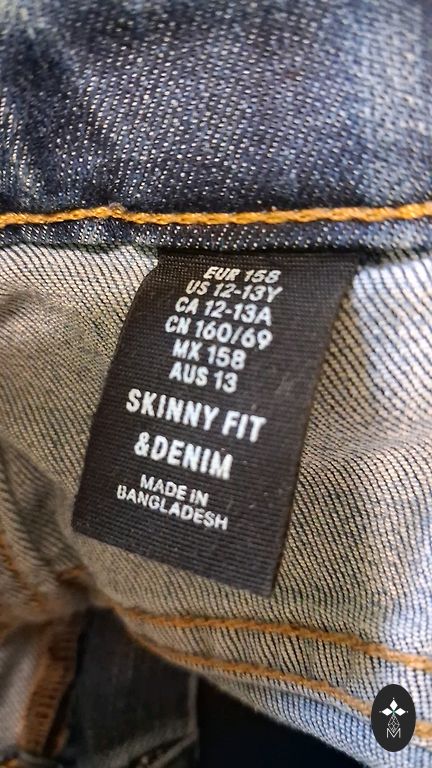 EUR 158
US 12-13Y
CA 12-13A
CN 160/69
MX 158
AUS 13
SKINNY FIT
&DENIM
MADE IN
BANGLADESH
M